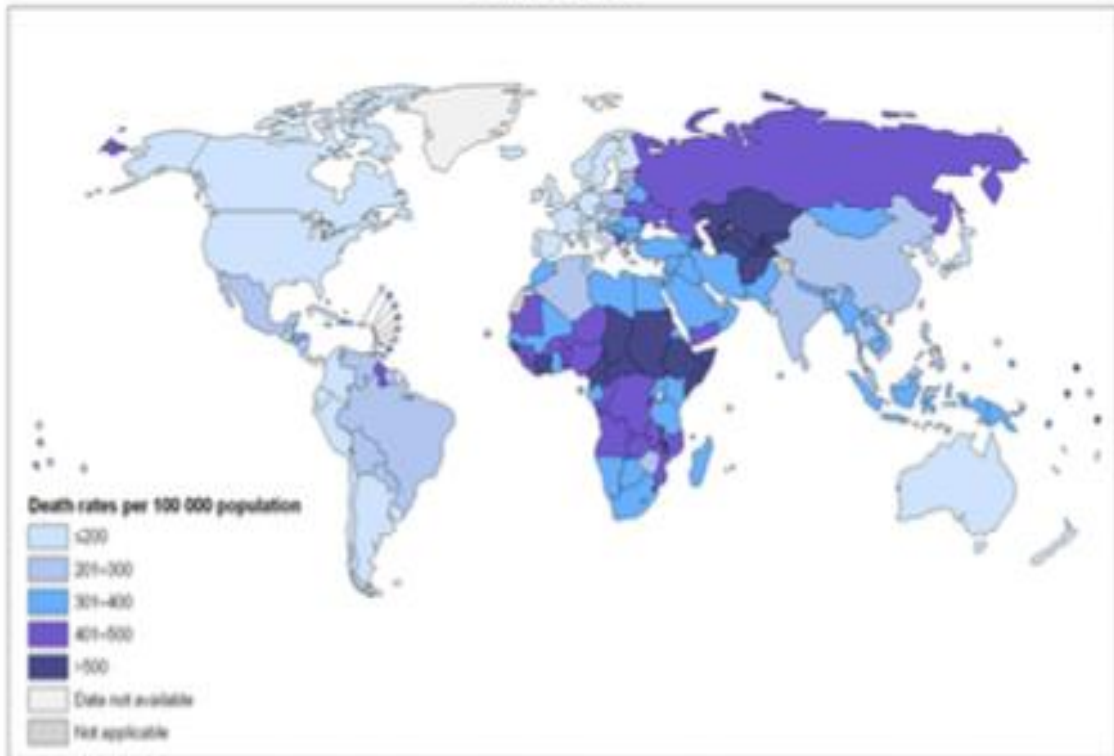 Death rates per 100 000 population
≤200
201–300
301–400
401–500
>500
Data not available
Not applicable